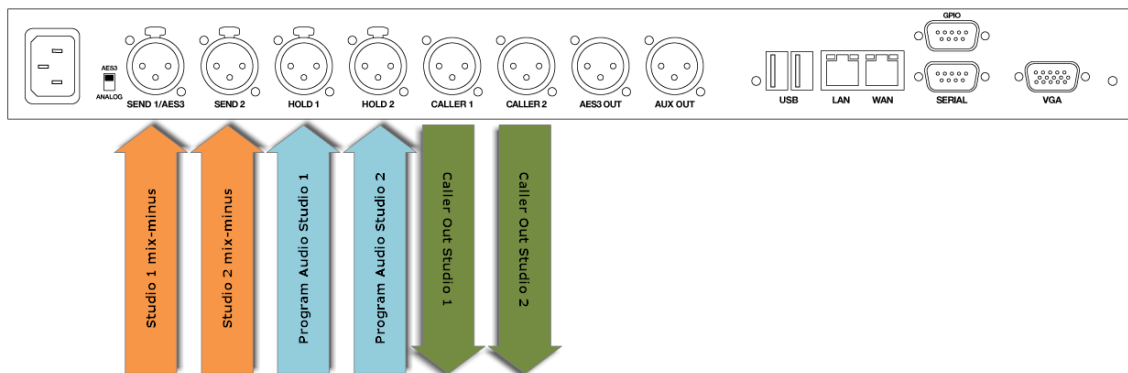 GPIO
AES3
ANALOG
SEND 1/AES3
SEND 2
HOLD 1
HOLD 2
CALLER 1
CALLER 2
AES3 OUT
AUX OUT
USB
LAN
WAN
SERIAL
VGA
Studio 1 mix-minus
Studio 2 mix-minus
Program Audio Studio 1
Program Audio Studio 2
Caller Out Studio 1
Caller Out Studio 2